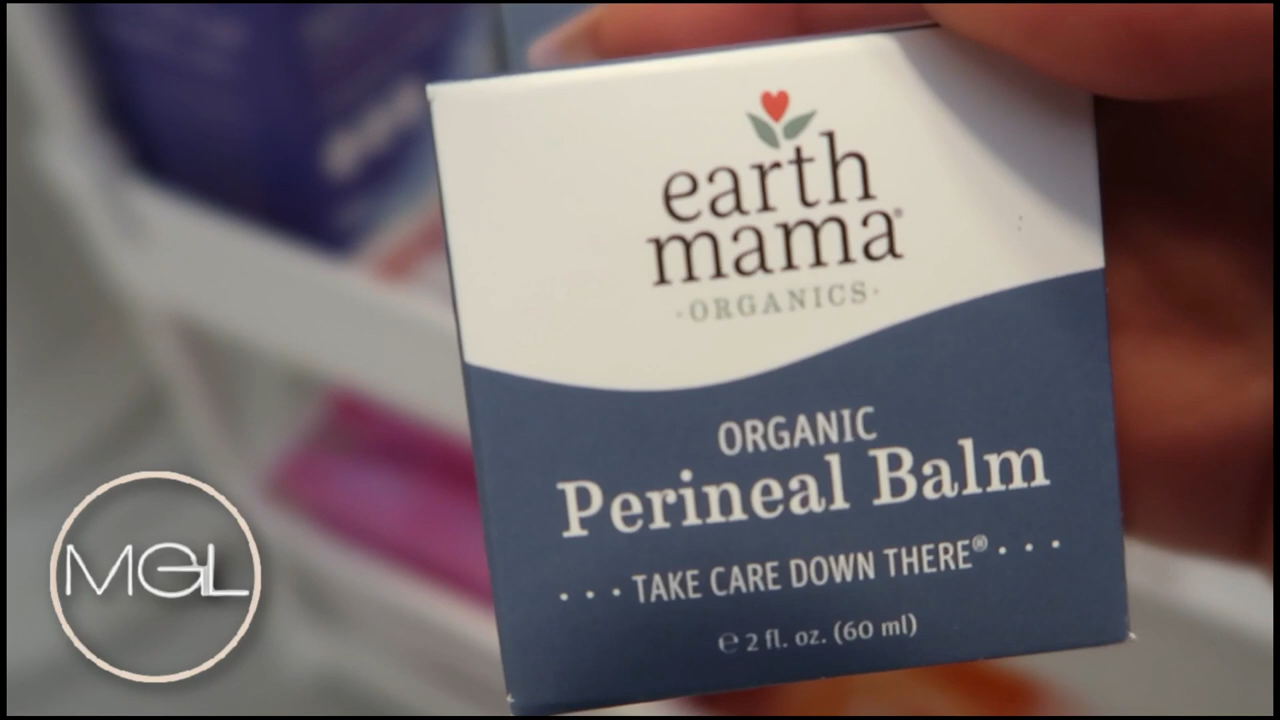 earth
mama®
·ORGANICS·
ORGANIC
Perineal Balm
···TAKE CARE DOWN THERE®···
℮ 2 fl. oz. (60 ml)
MGL